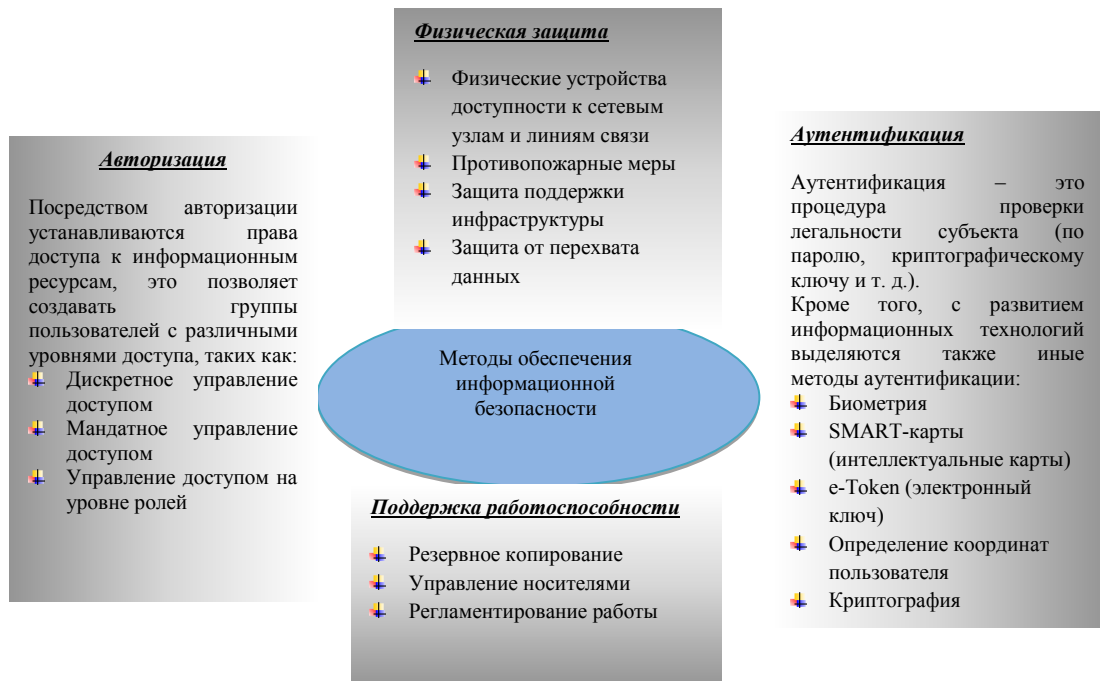 Физическая защита
Физические устройства
доступности к сетевым
узлам и линиям связи
Противопожарные меры
Защита поддержки
инфраструктуры
Защита от перехвата
данных
Авторизация
Посредством авторизации
устанавливаются права
доступа к информационным
ресурсам, это позволяет
создавать группы
пользователей с различными
уровнями доступа, таких как:
Дискретное управление
доступом
Мандатное управление
доступом
Управление доступом на
уровне ролей
Методы обеспечения
информационной
безопасности
Аутентификация
Аутентификация – это
процедура проверки
легальности субъекта (по
паролю, криптографическому
ключу и т. д.).
Кроме того, с развитием
информационных технологий
выделяются также иные
методы аутентификации:
Биометрия
SMART-карты
(интеллектуальные карты)
e-Token (электронный
ключ)
Определение координат
пользователя
Криптография
Поддержка работоспособности
Резервное копирование
Управление носителями
Регламентирование работы